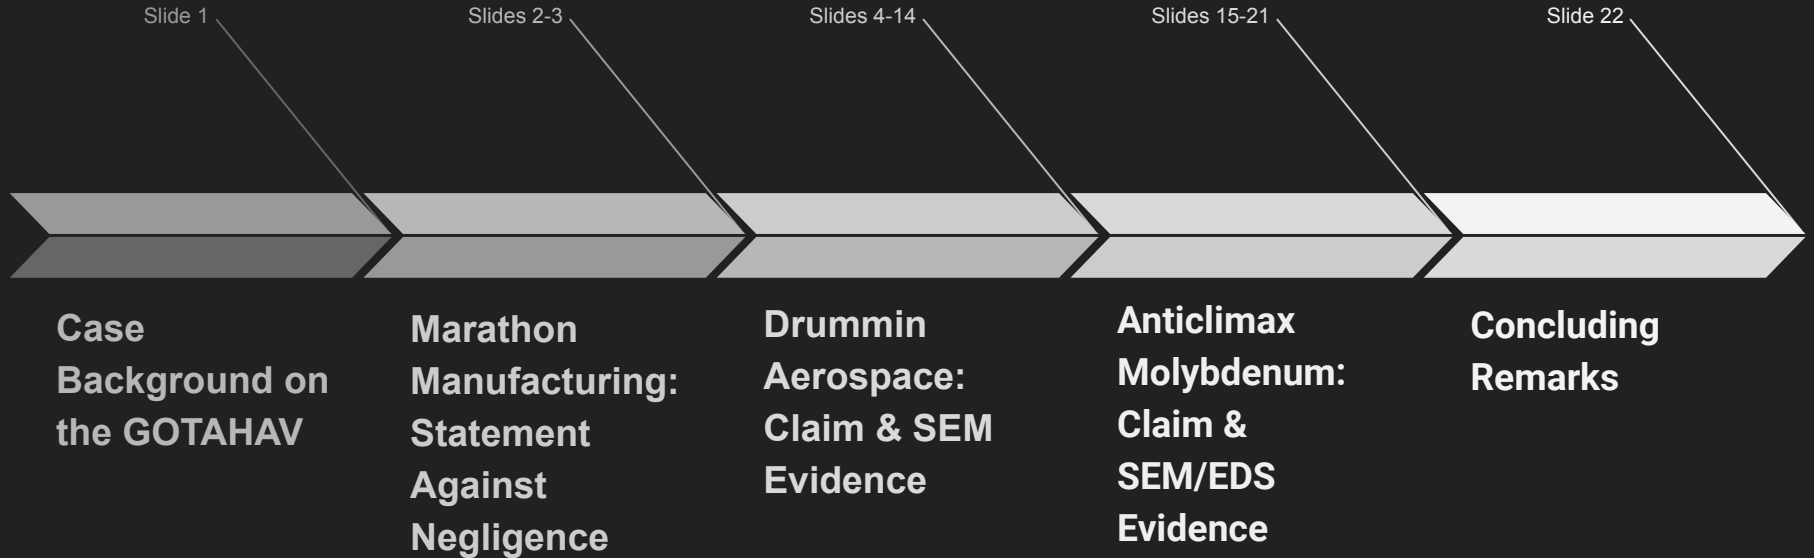 Slide 1
Slides 2-3
Slides 4-14
Slides 15-21
Slide 22
Case
Background on
the GOTAHAV
Marathon
Manufacturing:
Statement
Against
Negligence
Drummin
Aerospace:
Claim & SEM
Evidence
Anticlimax
Molybdenum:
Claim &
SEM/EDS
Evidence
Concluding
Remarks